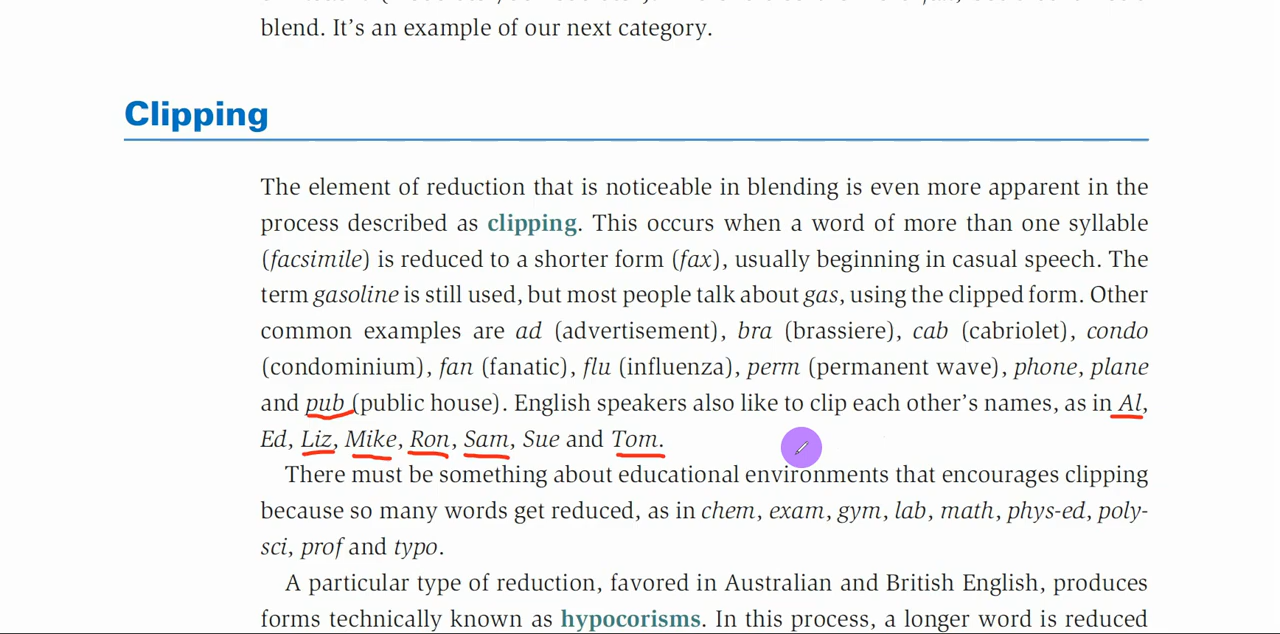 blend. It’s an example of our next category.
Clipping
The element of reduction that is noticeable in blending is even more apparent in the
process described as clipping. This occurs when a word of more than one syllable
(facsimile) is reduced to a shorter form (fax), usually beginning in casual speech. The
term gasoline is still used, but most people talk about gas, using the clipped form. Other
common examples are ad (advertisement), bra (brassiere), cab (cabriolet), condo
(condominium), fan (fanatic), flu (influenza), perm (permanent wave), phone, plane
and pub (public house). English speakers also like to clip each other’s names, as in Al,
Ed, Liz, Mike, Ron, Sam, Sue and Tom.
There must be something about educational environments that encourages clipping
because so many words get reduced, as in chem, exam, gym, lab, math, phys-ed, poly-
sci, prof and typo.
A particular type of reduction, favored in Australian and British English, produces
forms technically known as hypocorisms. In this process, a longer word is reduced